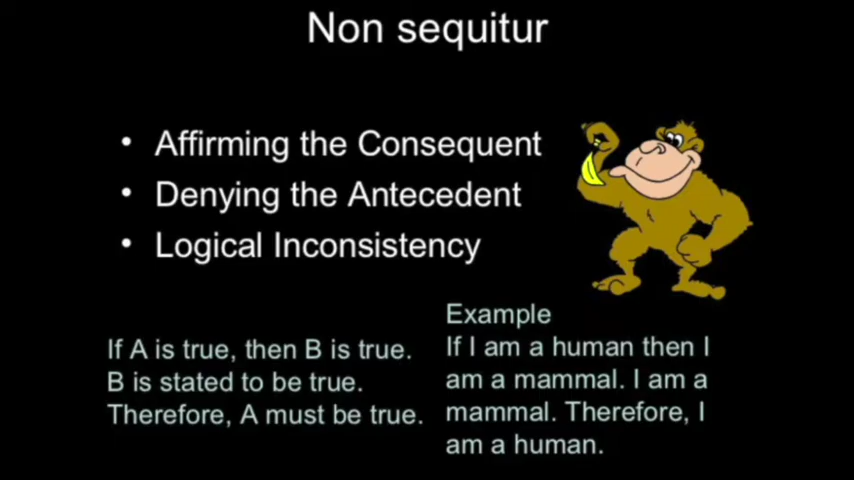 Non sequitur
• Affirming the Consequent
• Denying the Antecedent
• Logical Inconsistency
If A is true, then B is true.
B is stated to be true.
Therefore, A must be true.
Example
If I am a human then I
am a mammal. I am a
mammal. Therefore, I
am a human.